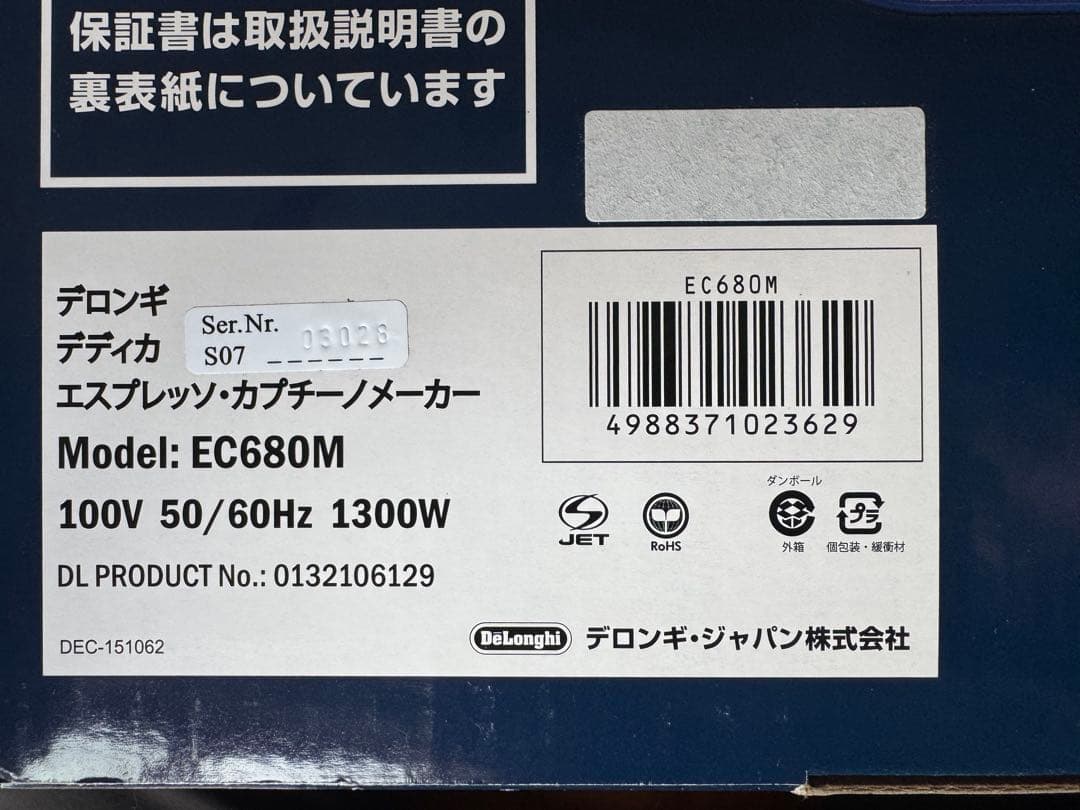 保証書は取扱説明書の
裏表紙についています
デロンギ
デディカ
Ser.Nr.
S07 03028
エスプレッソ・カプチーノメーカー
Model: EC680M
100V 50/60Hz 1300W
DL PRODUCT No.: 0132106129
DEC-151062
EC680M
4988371023629
JET
RoHS
ダンボール
外箱
プラ
個包装・緩衝材
DeLonghi
デロンギ・ジャパン株式会社